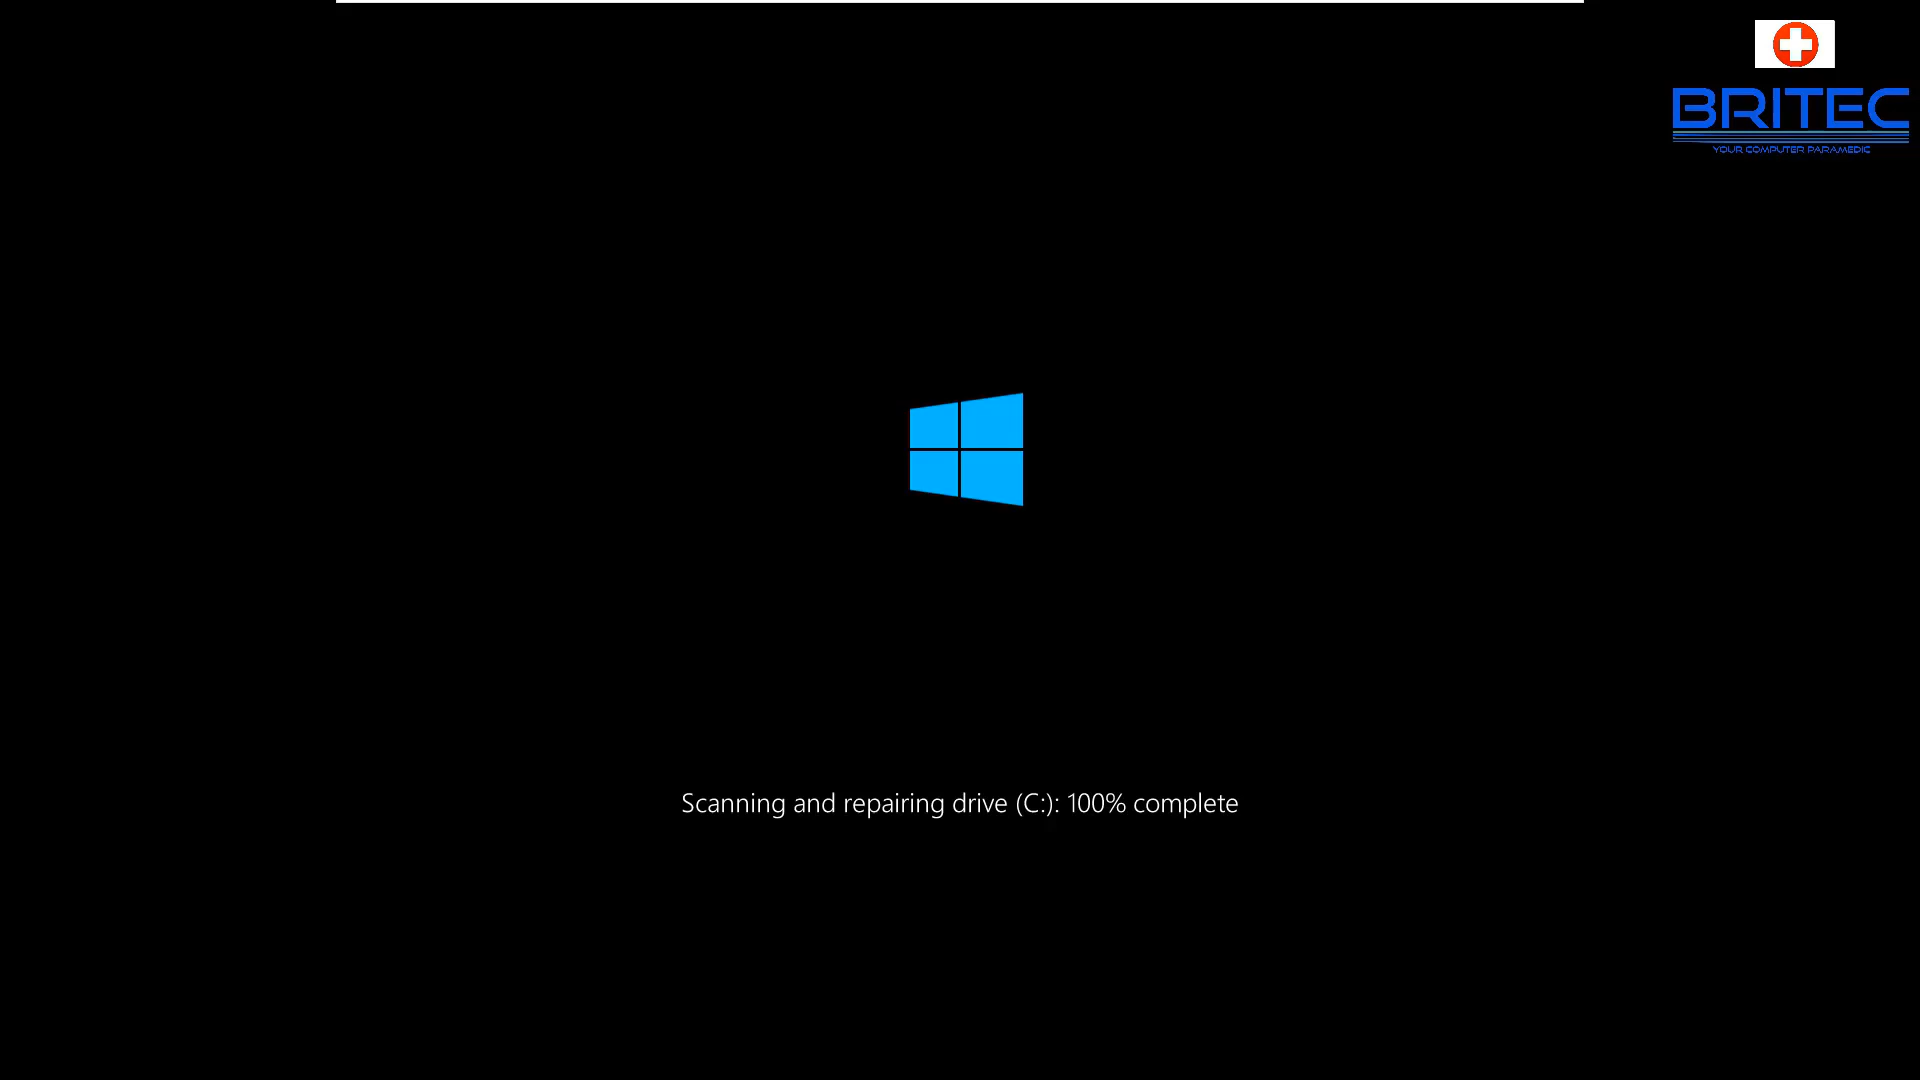 BRITEC
YOUR COMPUTER PARAMEDIC
Scanning and repairing drive (C:): 100% complete